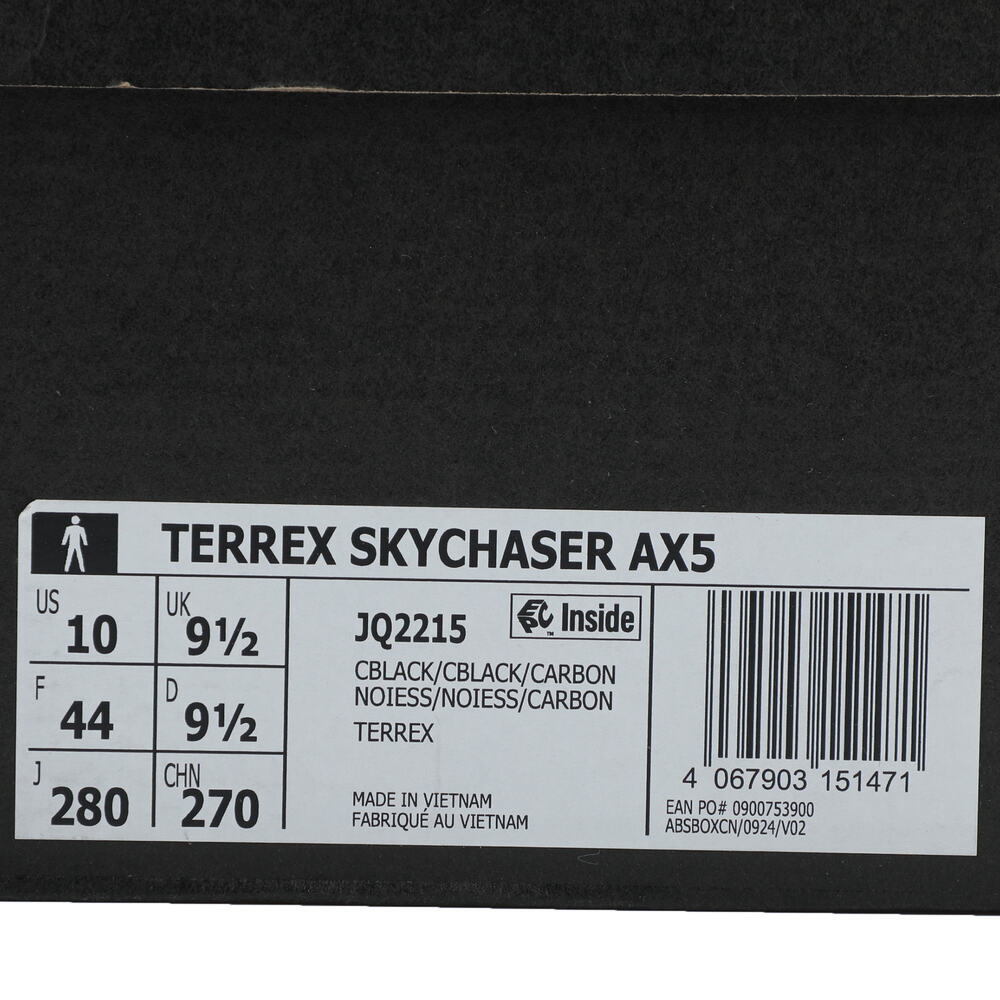 TERREX SKYCHASER AX5
US 10
UK 9½
F 44
D 9½
J 280
CHN 270
JQ2215
EPC™ Inside
CBLACK/CBLACK/CARBON
NOIESS/NOIESS/CARBON
TERREX
MADE IN VIETNAM
FABRIQUÉ AU VIETNAM
4 067903 151471
EAN PO# 0900753900
ABSBOXCN/0924/V02